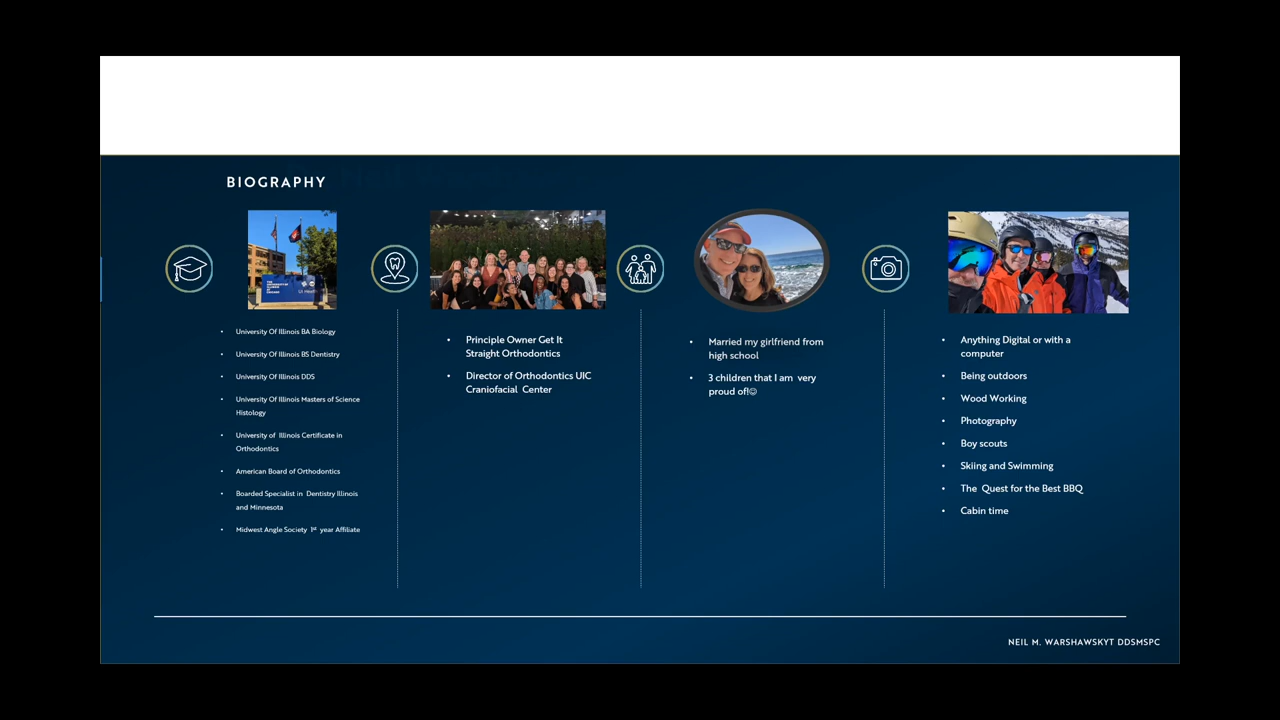 BIOGRAPHY
• University Of Illinois BA Biology
• University Of Illinois BS Dentistry
• University Of Illinois DDS
• University Of Illinois Masters of Science
Histology
• University of Illinois Certificate in
Orthodontics
• American Board of Orthodontics
• Boarded Specialist in Dentistry Illinois
and Minnesota
• Midwest Angle Society 1st year Affiliate
• Principle Owner Get It
Straight Orthodontics
• Director of Orthodontics UIC
Craniofacial Center
• Married my girlfriend from
high school
• 3 children that I am very
proud of!☺
• Anything Digital or with a
computer
• Being outdoors
• Wood Working
• Photography
• Boy scouts
• Skiing and Swimming
• The Quest for the Best BBQ
• Cabin time
NEIL M. WARSHAWSKYT DDSMSPC